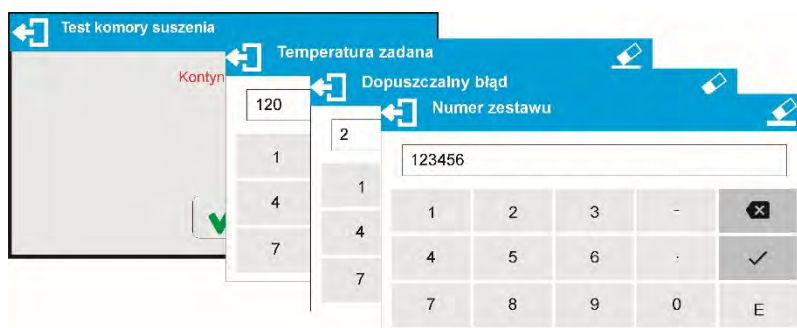 Test komory suszenia
Kontyn
Temperatura zadana
120
1
4
7
Dopuszczalny błąd
2
1
4
7
Numer zestawu
123456
1 2 3 -
4 5 6 .
7 8 9 0 E